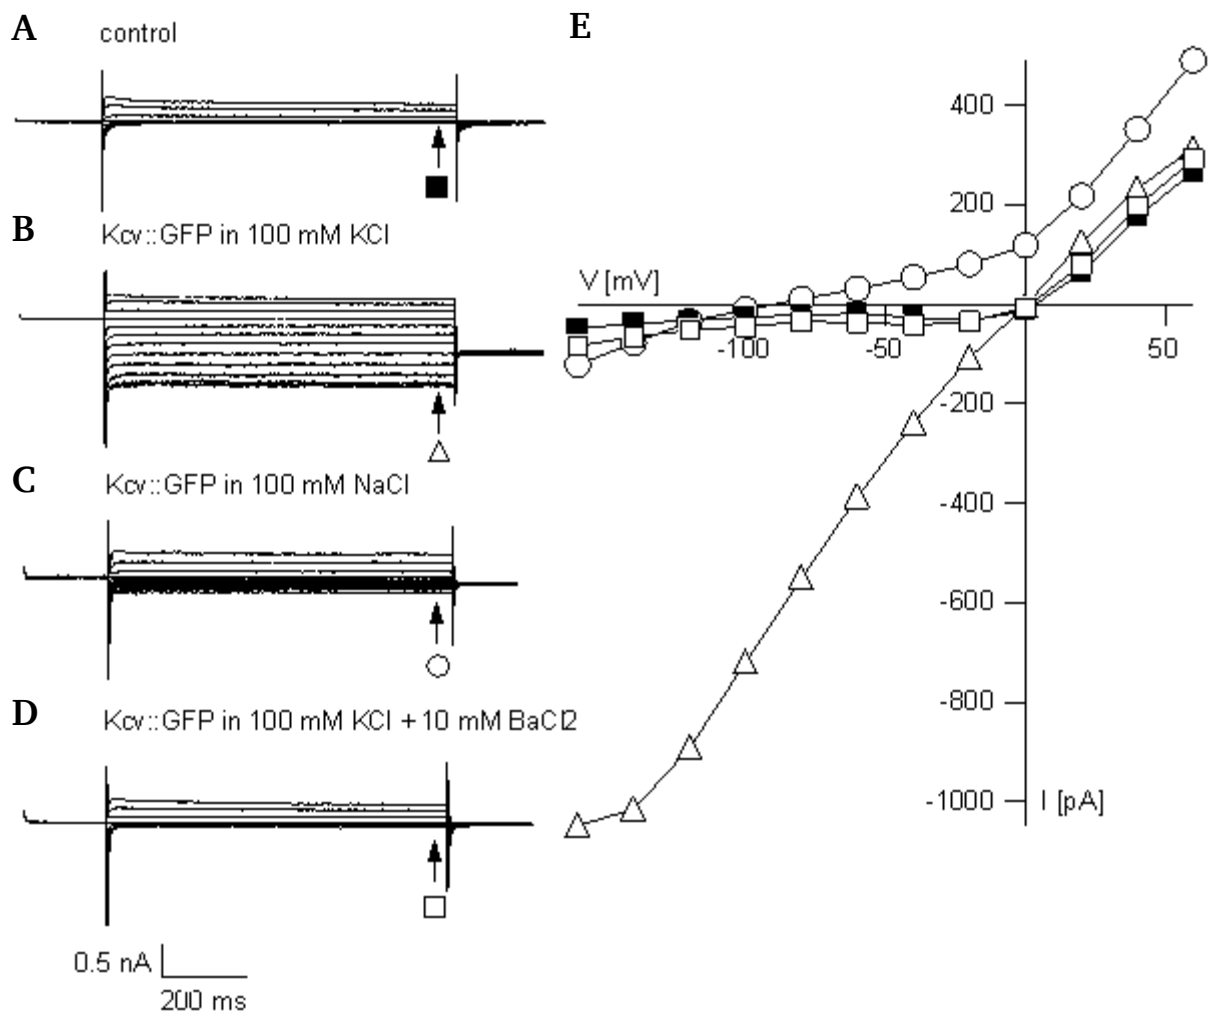 A
control
B
Kcv::GFP in 100 mM KCl
C
Kcv::GFP in 100 mM NaCl
D
Kcv::GFP in 100 mM KCl + 10 mM BaCl2
0.5 nA
200 ms
E
400
200
V [mV]
-100
-50
50
-200
-400
-600
-800
-1000
I [pA]